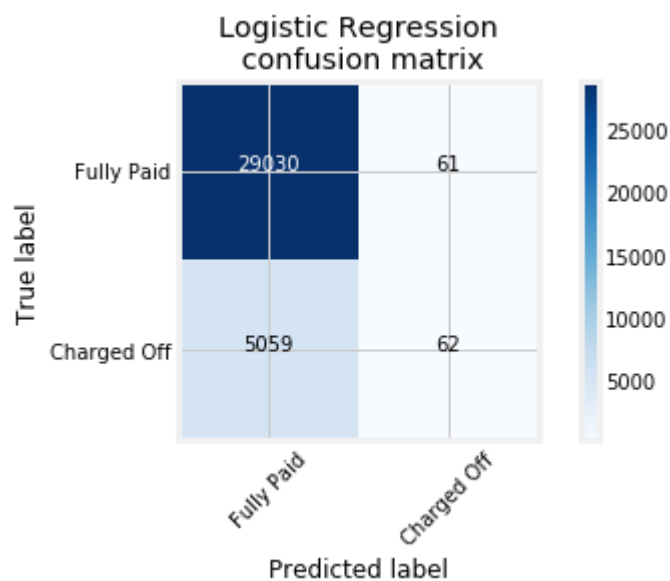 Logistic Regression
confusion matrix
True label
Fully Paid
29030
61
Charged Off
5059
62
Fully Paid
Charged Off
Predicted label
25000
20000
15000
10000
5000